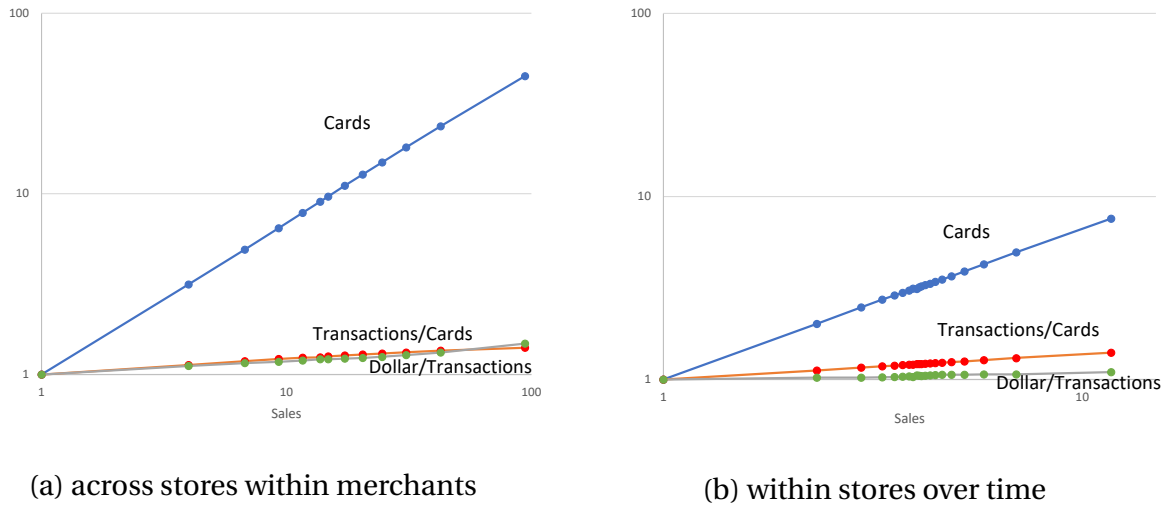 100
10
1
Cards
Transactions/Cards
Dollar/Transactions
1
10
100
Sales
(a) across stores within merchants
100
10
1
Cards
Transactions/Cards
Dollar/Transactions
1
10
Sales
(b) within stores over time